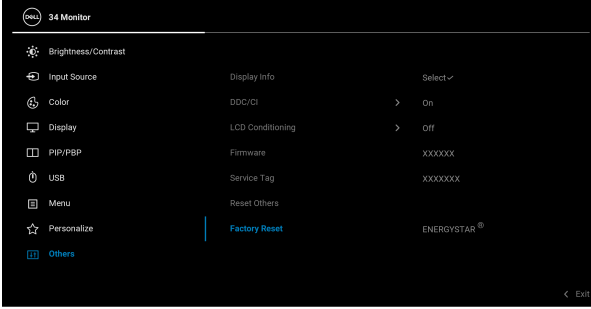 DELL 34 Monitor
Brightness/Contrast
Input Source Display Info Select✓
Color DDC/CI > On
Display LCD Conditioning > Off
PIP/PBP Firmware XXXXXX
USB Service Tag XXXXXXX
Menu Reset Others
Personalize Factory Reset ENERGYSTAR®
Others
< Exit